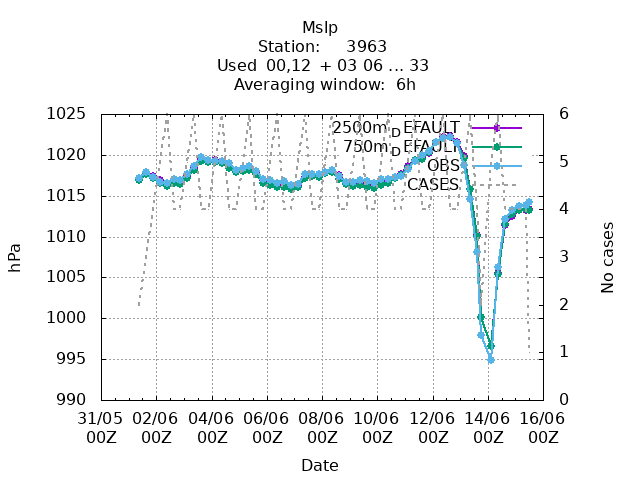 Mslp
Station: 3963
Used 00,12 + 03 06 ... 33
Averaging window: 6h
2500m_DEFAULT
750m_DEFAULT
OBS
CASES
1025
1020
1015
1010
1005
1000
995
990
hPa
6
5
4
3
2
1
0
No cases
31/05 02/06 04/06 06/06 08/06 10/06 12/06 14/06 16/06
00Z 00Z 00Z 00Z 00Z 00Z 00Z 00Z 00Z
Date